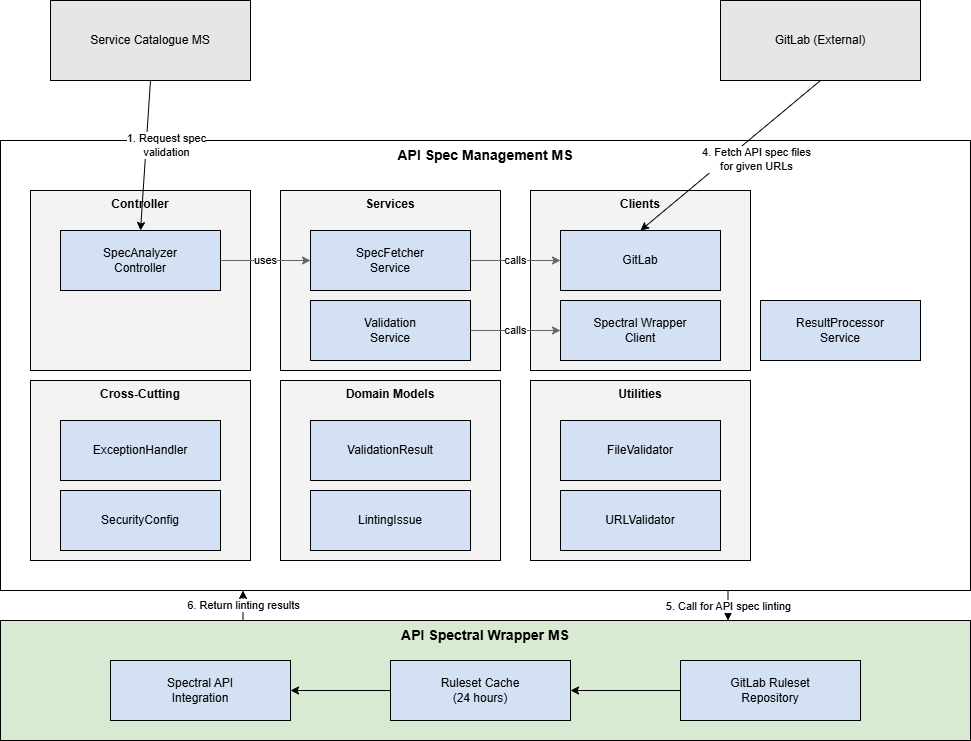 Service Catalogue MS
GitLab (External)
1. Request spec
validation
API Spec Management MS
4. Fetch API spec files
for given URLs
Controller
Services
Clients
SpecAnalyzer
Controller
uses
SpecFetcher
Service
calls
GitLab
Validation
Service
calls
Spectral Wrapper
Client
ResultProcessor
Service
Cross-Cutting
Domain Models
Utilities
ExceptionHandler
ValidationResult
FileValidator
SecurityConfig
LintingIssue
URLValidator
6. Return linting results
5. Call for API spec linting
API Spectral Wrapper MS
Spectral API
Integration
Ruleset Cache
(24 hours)
GitLab Ruleset
Repository